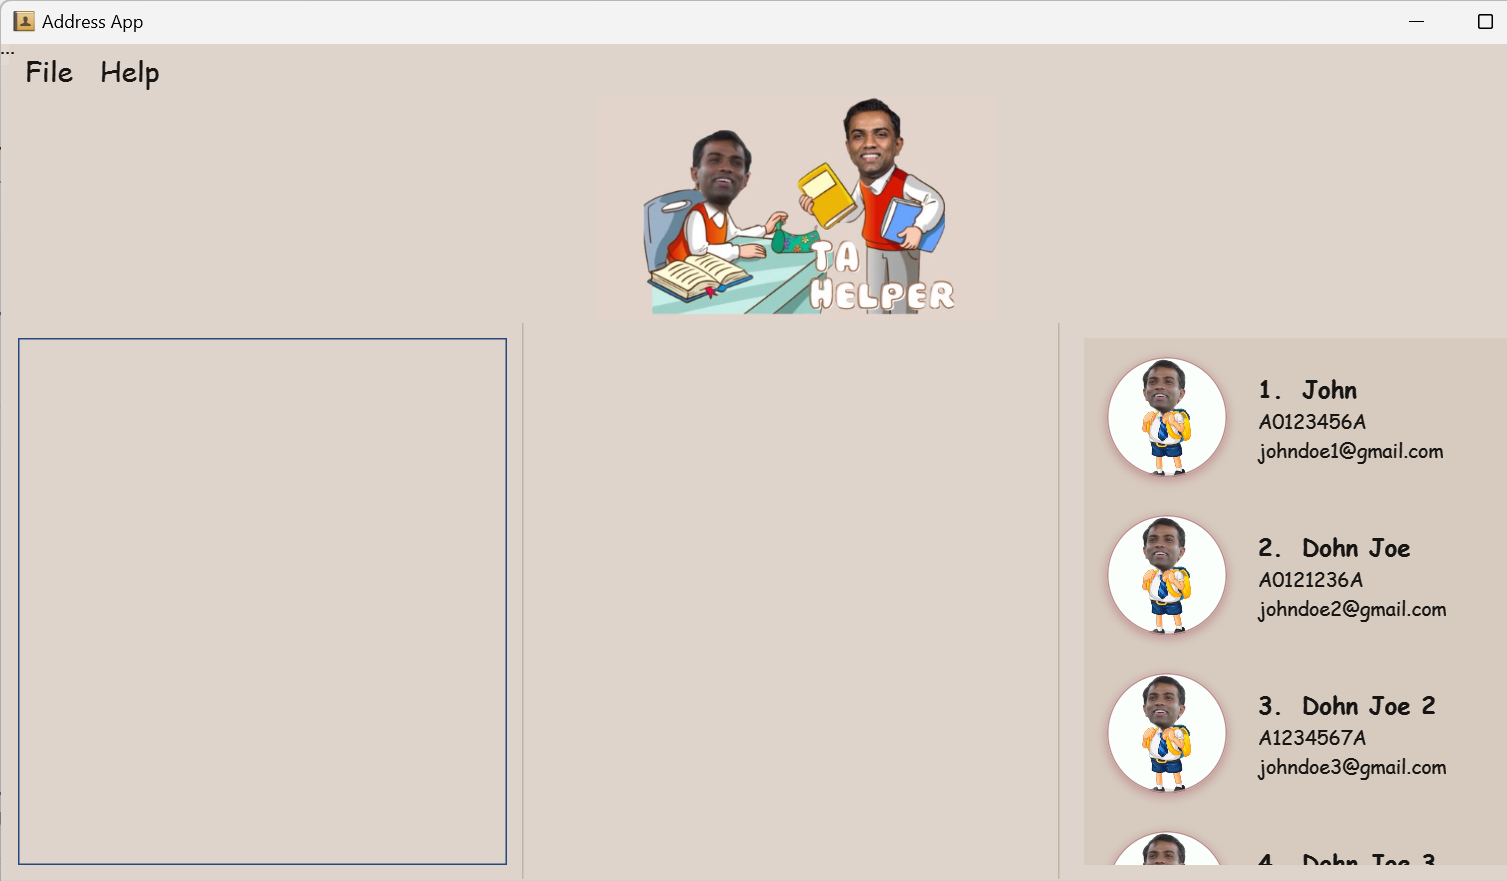 Address App
File Help
TA
HELPER
1. John
A0123456A
johndoe1@gmail.com
2. Dohn Joe
A0121236A
johndoe2@gmail.com
3. Dohn Joe 2
A1234567A
johndoe3@gmail.com
4. Dohn Joe 3